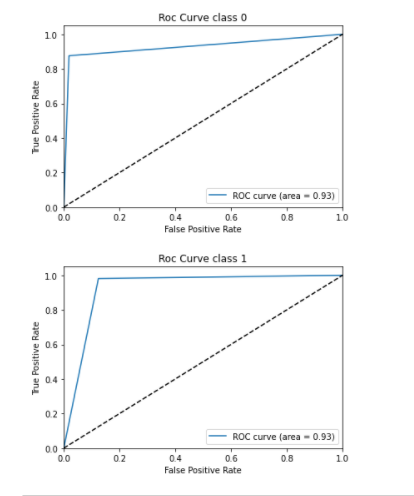 Roc Curve class 0
True Positive Rate
1.0
0.8
0.6
0.4
0.2
0.0
ROC curve (area = 0.93)
0.0 0.2 0.4 0.6 0.8 1.0
False Positive Rate
Roc Curve class 1
True Positive Rate
1.0
0.8
0.6
0.4
0.2
0.0
ROC curve (area = 0.93)
0.0 0.2 0.4 0.6 0.8 1.0
False Positive Rate